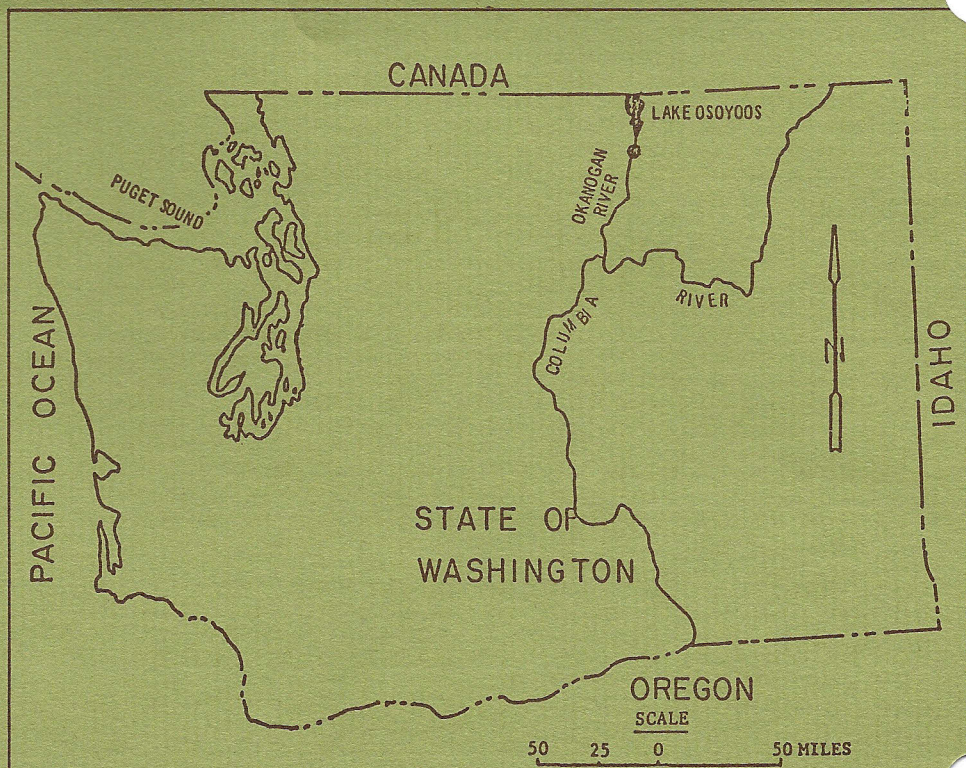 CANADA
LAKE OSOYOOS
OKANOGAN
RIVER
PUGET SOUND
COLUMBIA
RIVER
PACIFIC OCEAN
N
IDAHO
STATE OF
WASHINGTON
OREGON
SCALE
50 25 0 50 MILES